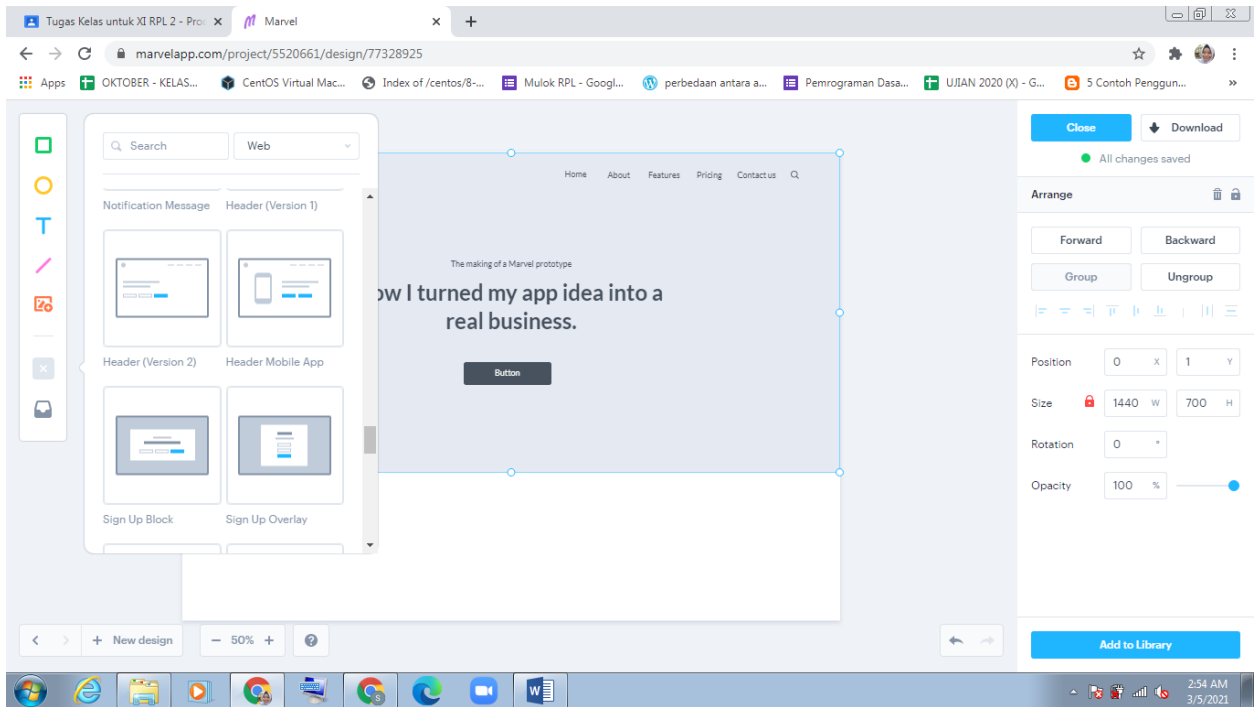 Tugas Kelas untuk XI RPL 2 - Pro
Marvel
marvelapp.com/project/5520661/design/77328925
Apps
OKTOBER - KELAS...
CentOS Virtual Mac...
Index of /centos/8-...
Mulok RPL - Googl...
perbedaan antara a...
Pemrograman Dasa...
UJIAN 2020 (X) - G...
5 Contoh Penggun...
»
Search
Web
Notification Message
Header (Version 1)
Header (Version 2)
Header Mobile App
Sign Up Block
Sign Up Overlay
Home About Features Pricing Contact us
The making of a Marvel prototype
ow I turned my app idea into a
real business.
Button
Close
Download
All changes saved
Arrange
Forward
Backward
Group
Ungroup
Position 0 X 1 Y
Size 1440 W 700 H
Rotation 0 °
Opacity 100 %
Add to Library
+ New design
− 50% +
?
2:54 AM
3/5/2021